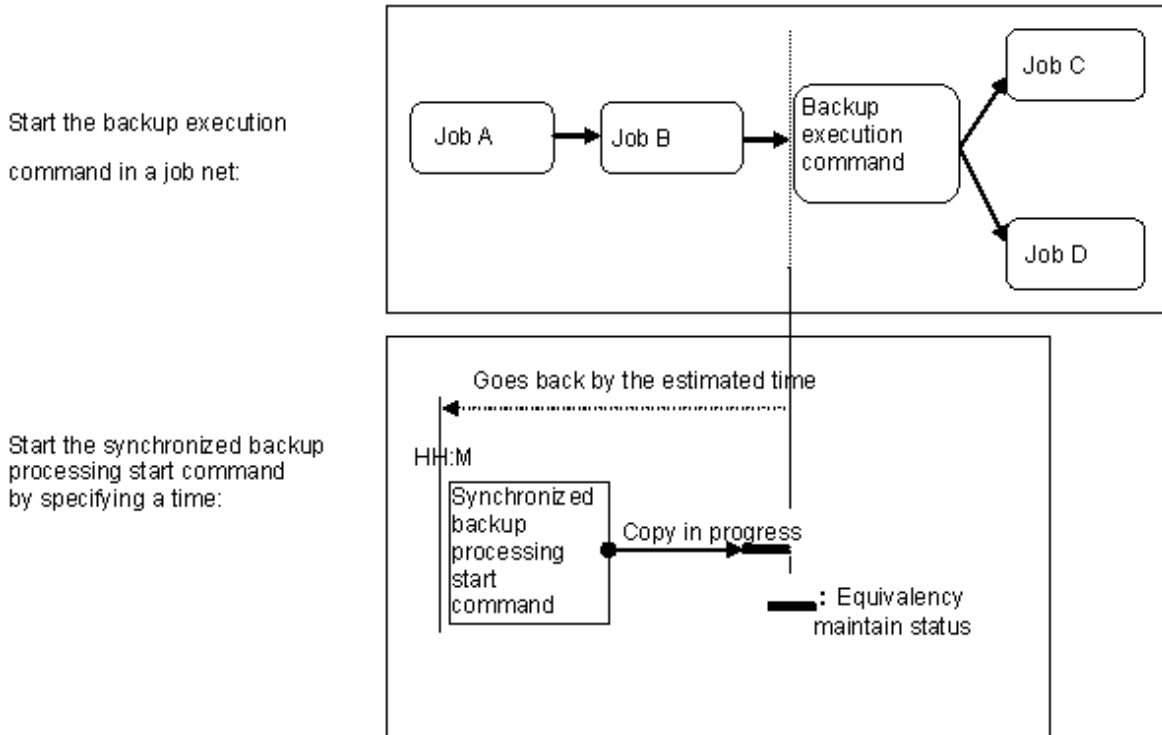 Start the backup execution
command in a job net:
Job A
Job B
Backup
execution
command
Job C
Job D
Start the synchronized backup
processing start command
by specifying a time:
Goes back by the estimated time
HH:M
Synchronized
backup
processing
start
command
Copy in progress
: Equivalency
maintain status